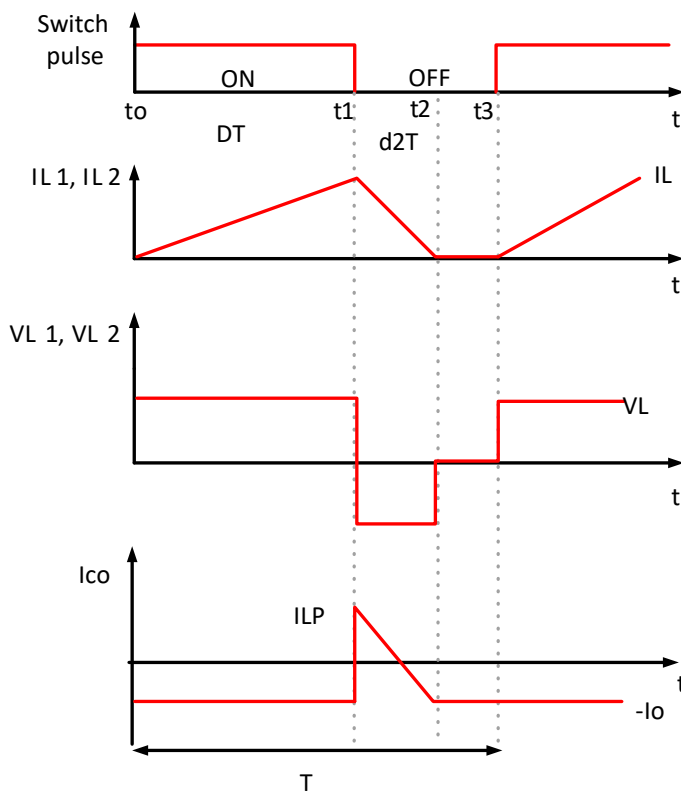 Switch
pulse
ON
OFF
to
t1
t2
t3
t
DT
d2T
IL 1, IL 2
IL
t
VL 1, VL 2
VL
t
Ico
ILP
t
-Io
T